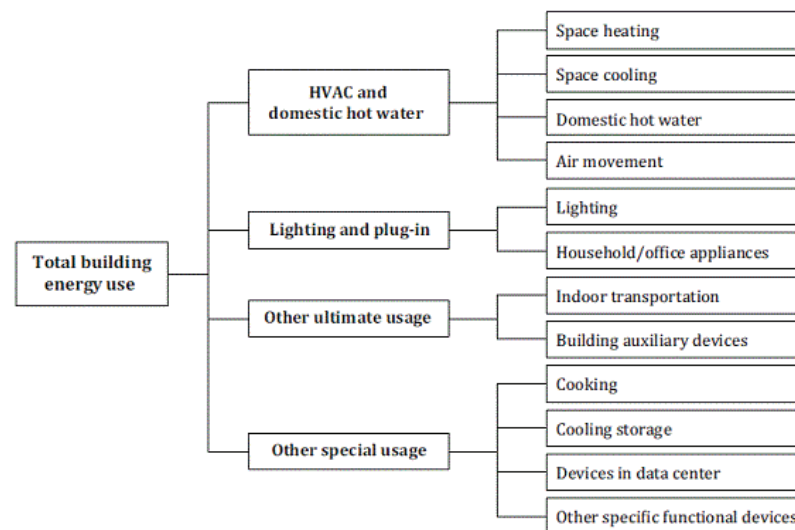 Total building
energy use
HVAC and
domestic hot water
Space heating
Space cooling
Domestic hot water
Air movement
Lighting and plug-in
Lighting
Household/office appliances
Other ultimate usage
Indoor transportation
Building auxiliary devices
Other special usage
Cooking
Cooling storage
Devices in data center
Other specific functional devices